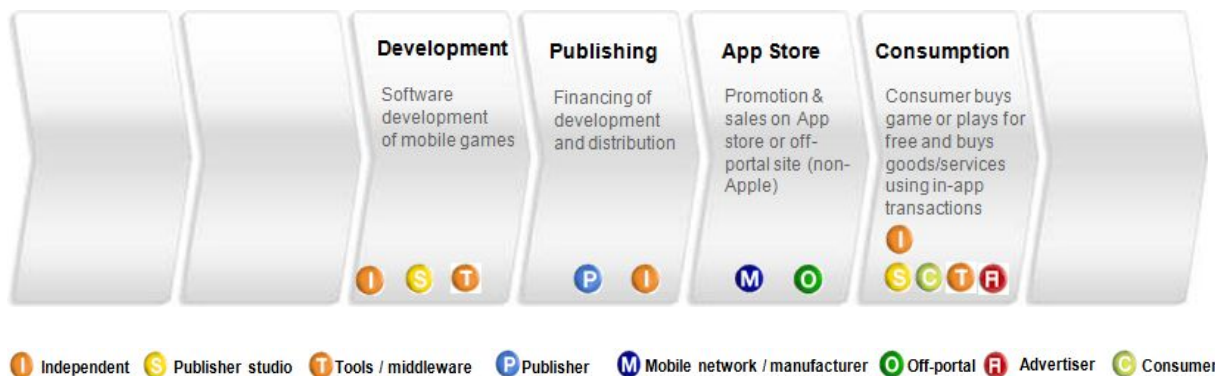 Development
Software
development
of mobile games
I S T
Publishing
Financing of
development
and distribution
P I
App Store
Promotion &
sales on App
store or off-
portal site (non-
Apple)
M O
Consumption
Consumer buys
game or plays for
free and buys
goods/services
using in-app
transactions
I
S C T A
I Independent S Publisher studio T Tools / middleware P Publisher M Mobile network / manufacturer O Off-portal A Advertiser C Consumer